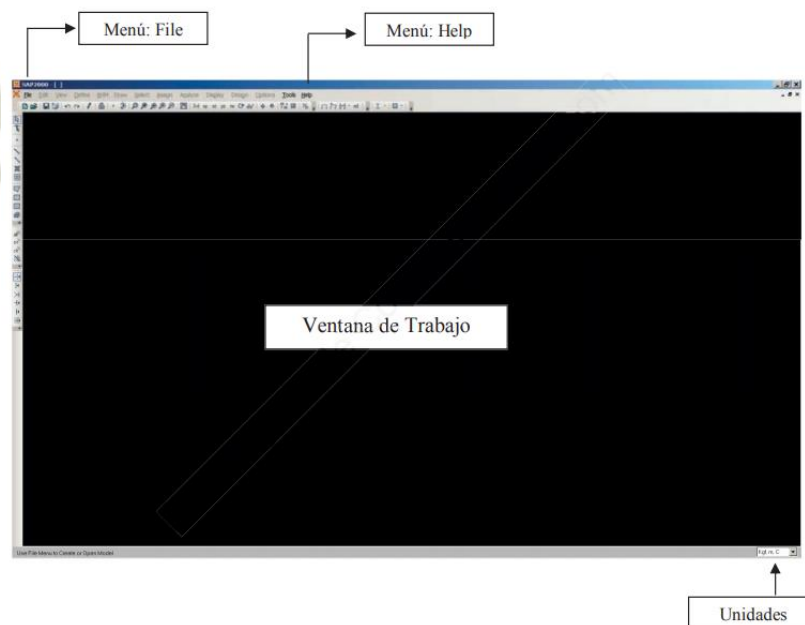 Menú: File
Menú: Help
SAP2000 - [ ]
File Edit View Define Draw Select Assign Analyze Display Design Options Tools Help
Ventana de Trabajo
Use File Menu to Create or Open Model
Kgf, m, C
Unidades